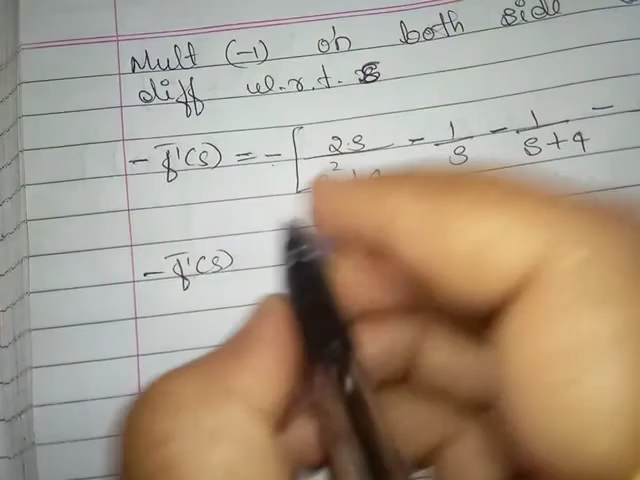 Mult (-1) on both side
diff w.r.t. s
- f̄'(s) = - [ 2s/s² - 1/s - 1/s+4 -
- f̄'(s)